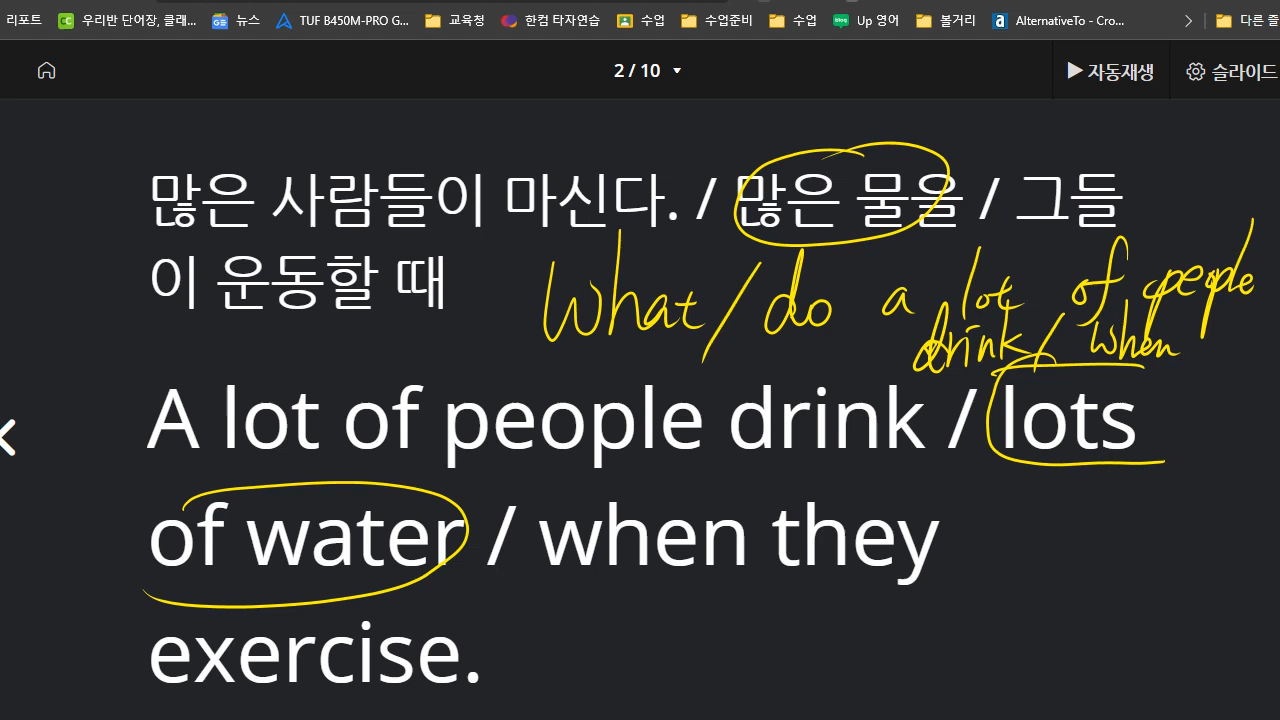 리포트 우리반 단어장, 클래... 뉴스 TUF B450M-PRO G... 교육청 한컴 타자연습 수업 수업준비 수업 Up 영어 볼거리 AlternativeTo - Cro... 다른 즐
2 / 10 자동재생 슬라이드
많은 사람들이 마신다. / 많은 물을 / 그들
이 운동할 때
What / do a lot of people
drink / when
A lot of people drink / lots
of water / when they
exercise.